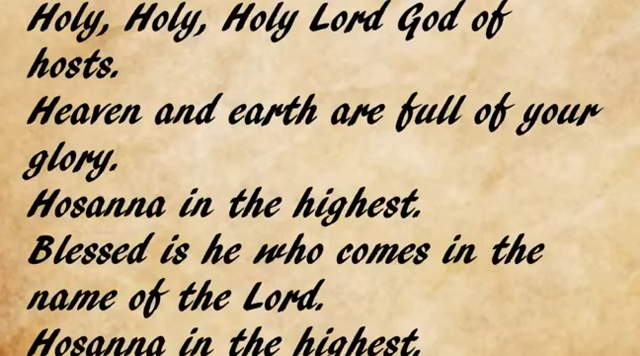 Holy, Holy, Holy Lord God of
hosts.
Heaven and earth are full of your
glory.
Hosanna in the highest.
Blessed is he who comes in the
name of the Lord.
Hosanna in the highest.